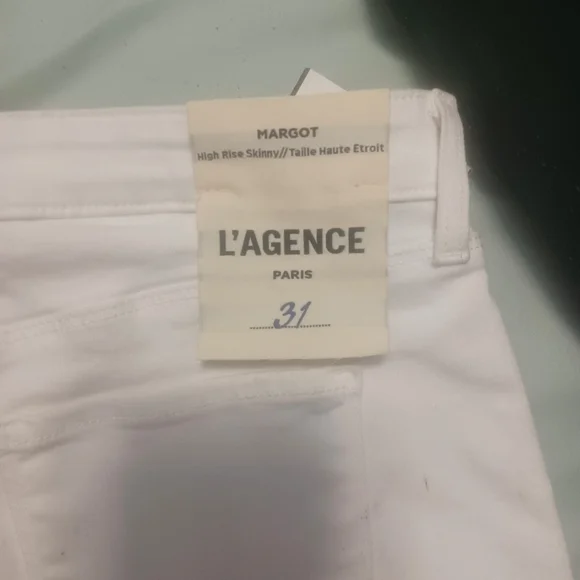 MARGOT
High Rise Skinny//Taille Haute Etroit
L'AGENCE
PARIS
31